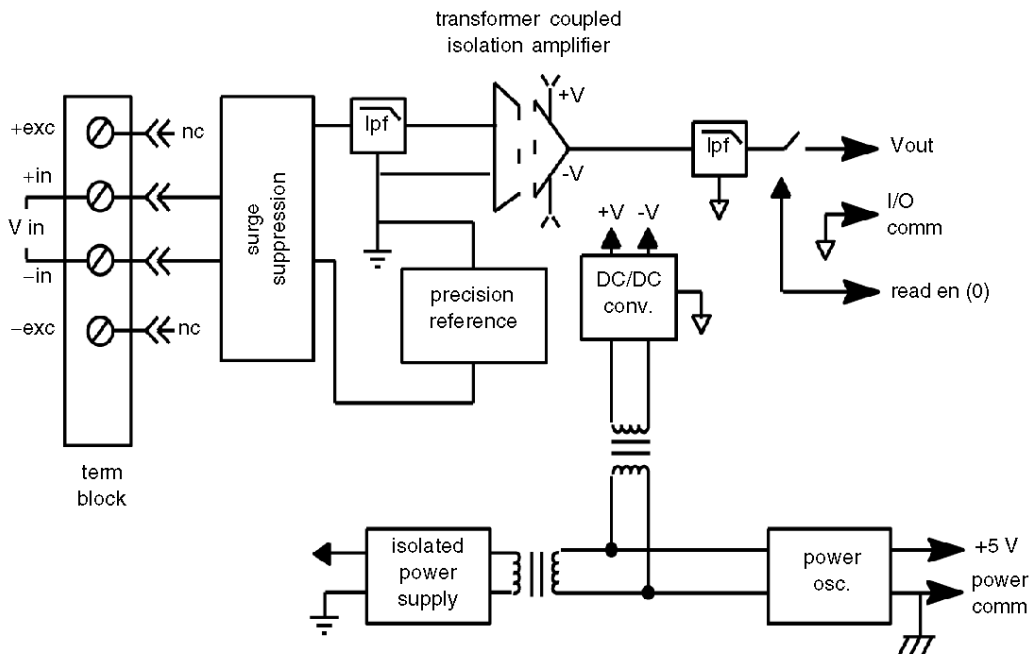 transformer coupled
isolation amplifier
+exc
nc
+in
V in
−in
−exc
nc
term
block
surge
suppression
lpf
+V
-V
precision
reference
lpf
Vout
I/O
comm
read en (0)
+V -V
DC/DC
conv.
isolated
power
supply
power
osc.
+5 V
power
comm